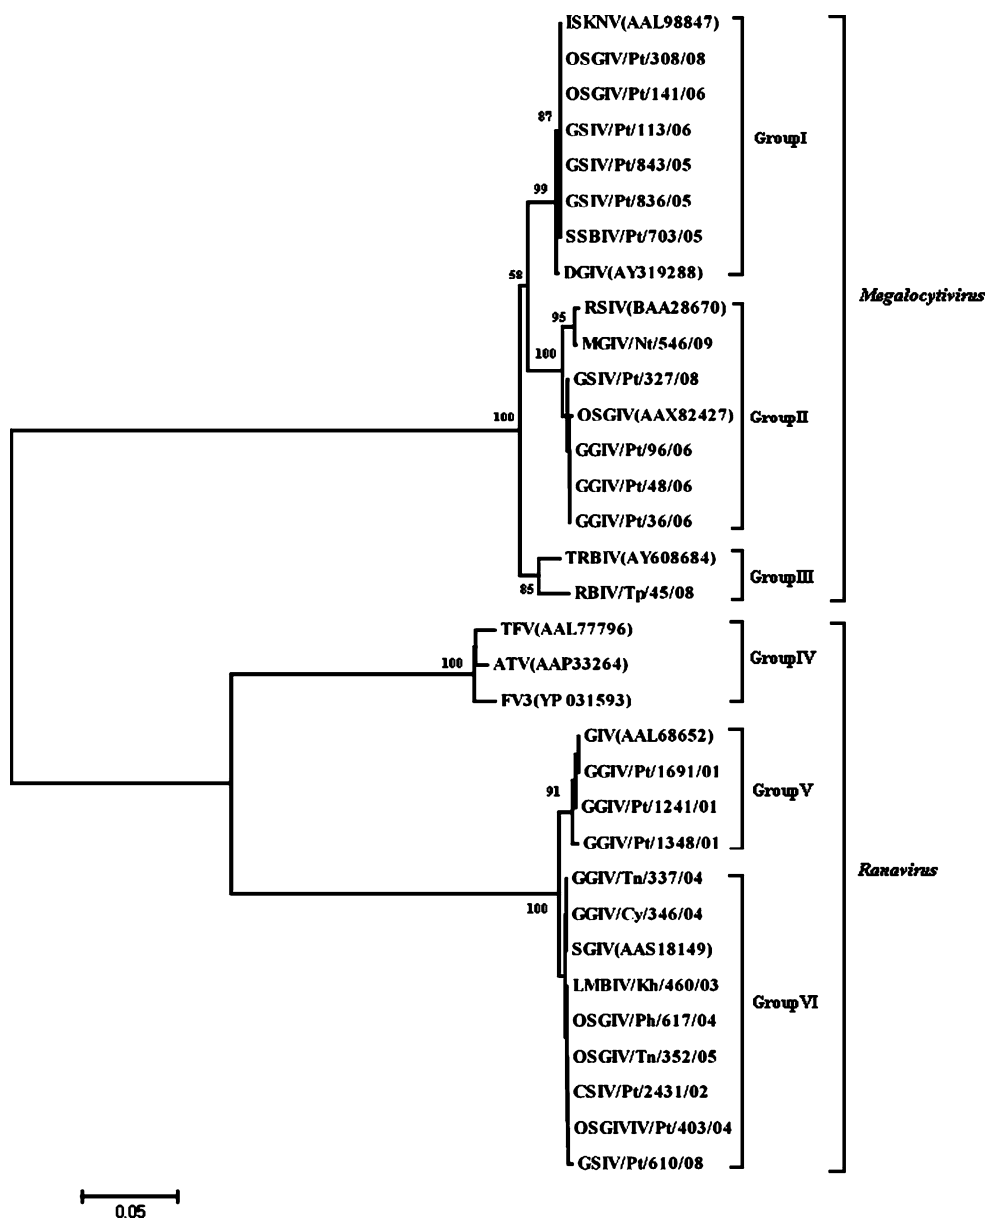 ISKNV(AAL98847)
OSGIV/Pt/308/08
OSGIV/Pt/141/06
87
GSIV/Pt/113/06
GroupI
GSIV/Pt/843/05
99
GSIV/Pt/836/05
SSBIV/Pt/703/05
58
DGIV(AY319288)
Megalocytivirus
RSIV(BAA28670)
95
MGIV/Nt/546/09
100
GSIV/Pt/327/08
100
OSGIV(AAX82427)
GroupII
GGIV/Pt/96/06
GGIV/Pt/48/06
GGIV/Pt/36/06
TRBIV(AY608684)
GroupIII
85
RBIV/Tp/45/08
TFV(AAL77796)
100
ATV(AAP33264)
GroupIV
FV3(YP 031593)
GIV(AAL68652)
GGIV/Pt/1691/01
91
GroupV
GGIV/Pt/1241/01
GGIV/Pt/1348/01
Ranavirus
GGIV/Tn/337/04
100
GGIV/Cy/346/04
SGIV(AAS18149)
LMBIV/Kh/460/03
GroupVI
OSGIV/Ph/617/04
OSGIV/Tn/352/05
CSIV/Pt/2431/02
OSGIVIV/Pt/403/04
GSIV/Pt/610/08
0.05